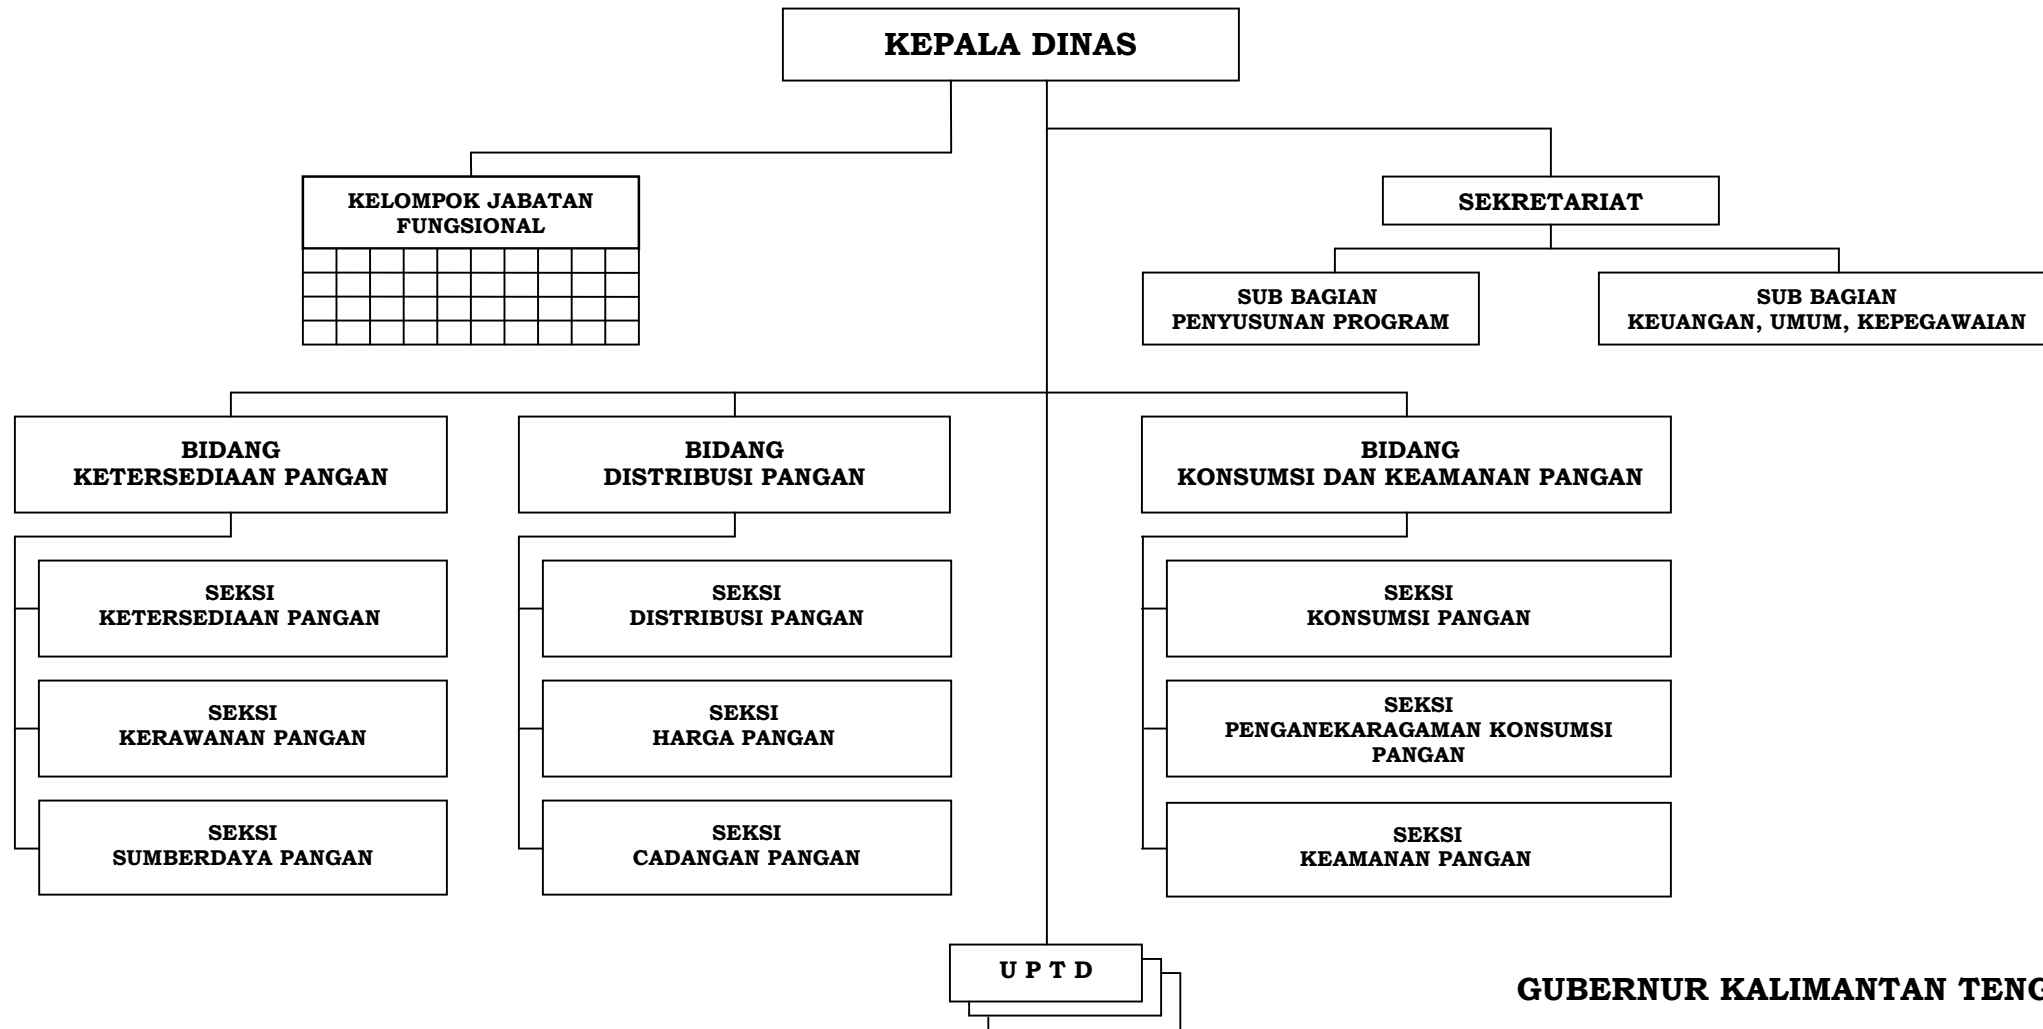 KEPALA DINAS
KELOMPOK JABATAN
FUNGSIONAL
SEKRETARIAT
SUB BAGIAN
PENYUSUNAN PROGRAM
SUB BAGIAN
KEUANGAN, UMUM, KEPEGAWAIAN
BIDANG
KETERSEDIAAN PANGAN
BIDANG
DISTRIBUSI PANGAN
BIDANG
KONSUMSI DAN KEAMANAN PANGAN
SEKSI
KETERSEDIAAN PANGAN
SEKSI
DISTRIBUSI PANGAN
SEKSI
KONSUMSI PANGAN
SEKSI
KERAWANAN PANGAN
SEKSI
HARGA PANGAN
SEKSI
PENGANEKARAGAMAN KONSUMSI
PANGAN
SEKSI
SUMBERDAYA PANGAN
SEKSI
CADANGAN PANGAN
SEKSI
KEAMANAN PANGAN
U P T D
GUBERNUR KALIMANTAN TENG